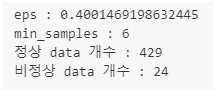 eps : 0.4001469198632445
min_samples : 6
정상 data 개수 : 429
비정상 data 개수 : 24